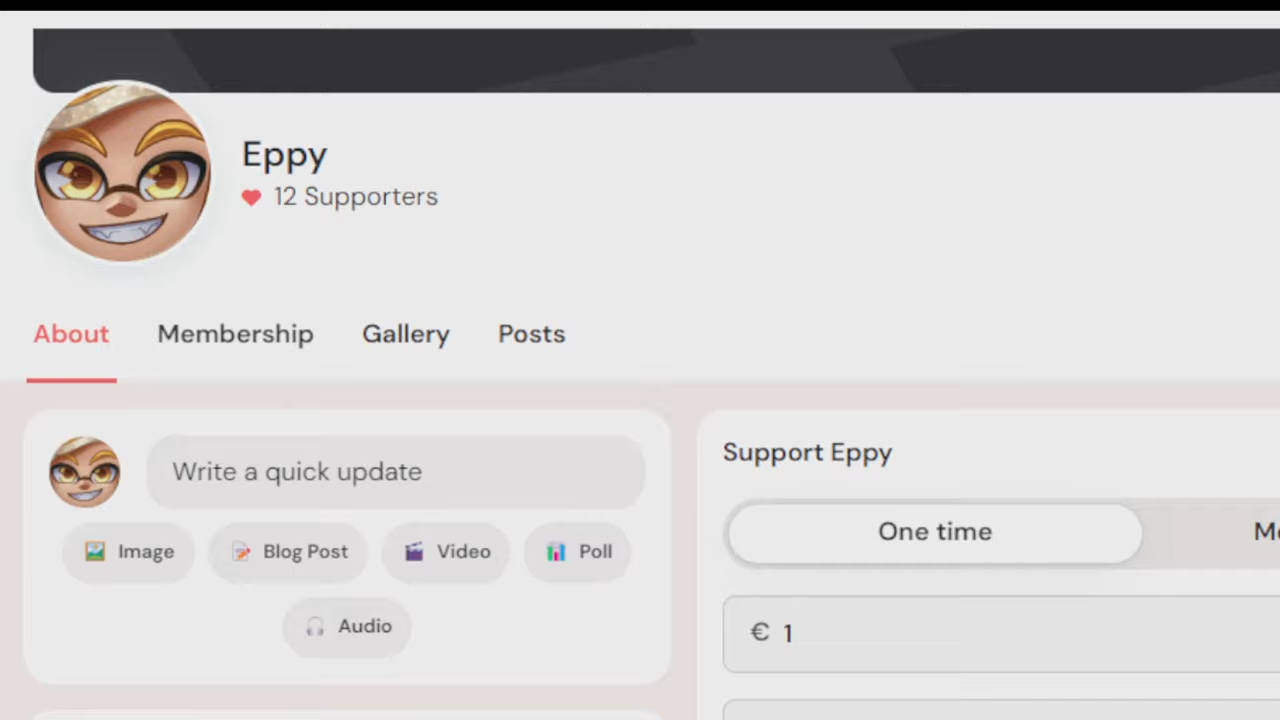 Eppy
12 Supporters
About Membership Gallery Posts
Write a quick update
Image Blog Post Video Poll
Audio
Support Eppy
One time
€ 1